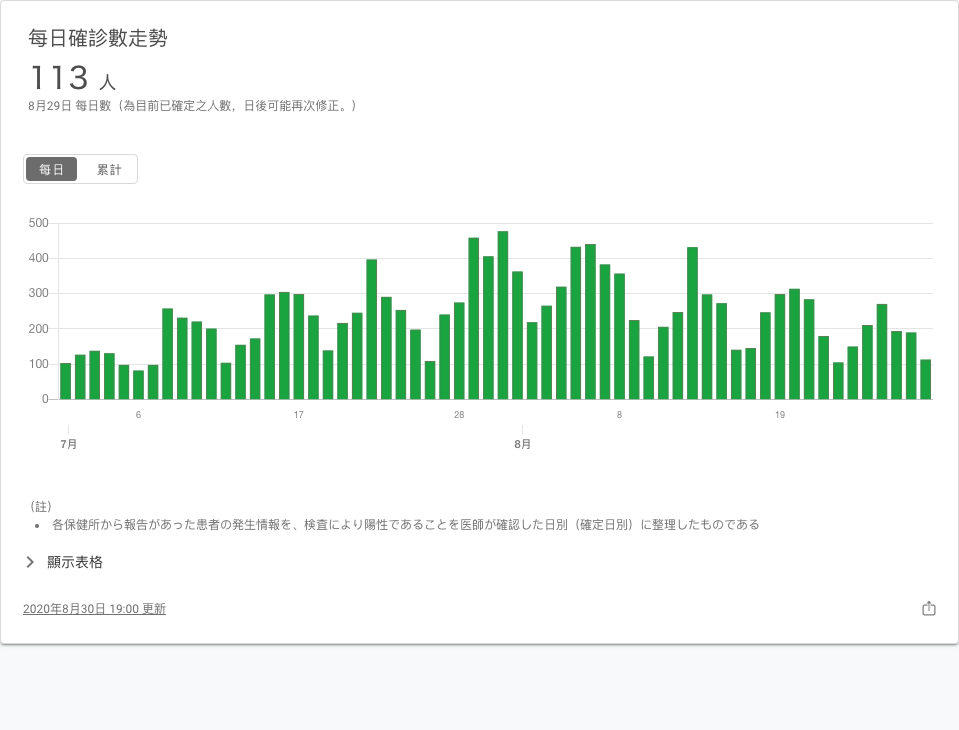 每日確診數走勢
113 人
8月29日 每日數（為目前已確定之人數，日後可能再次修正。）
每日 累計
500
400
300
200
100
0
6 17 28 8 19
7月 8月
（註）
• 各保健所から報告があった患者の発生情報を、検査により陽性であることを医師が確認した日別（確定日別）に整理したものである
顯示表格
2020年8月30日 19:00 更新